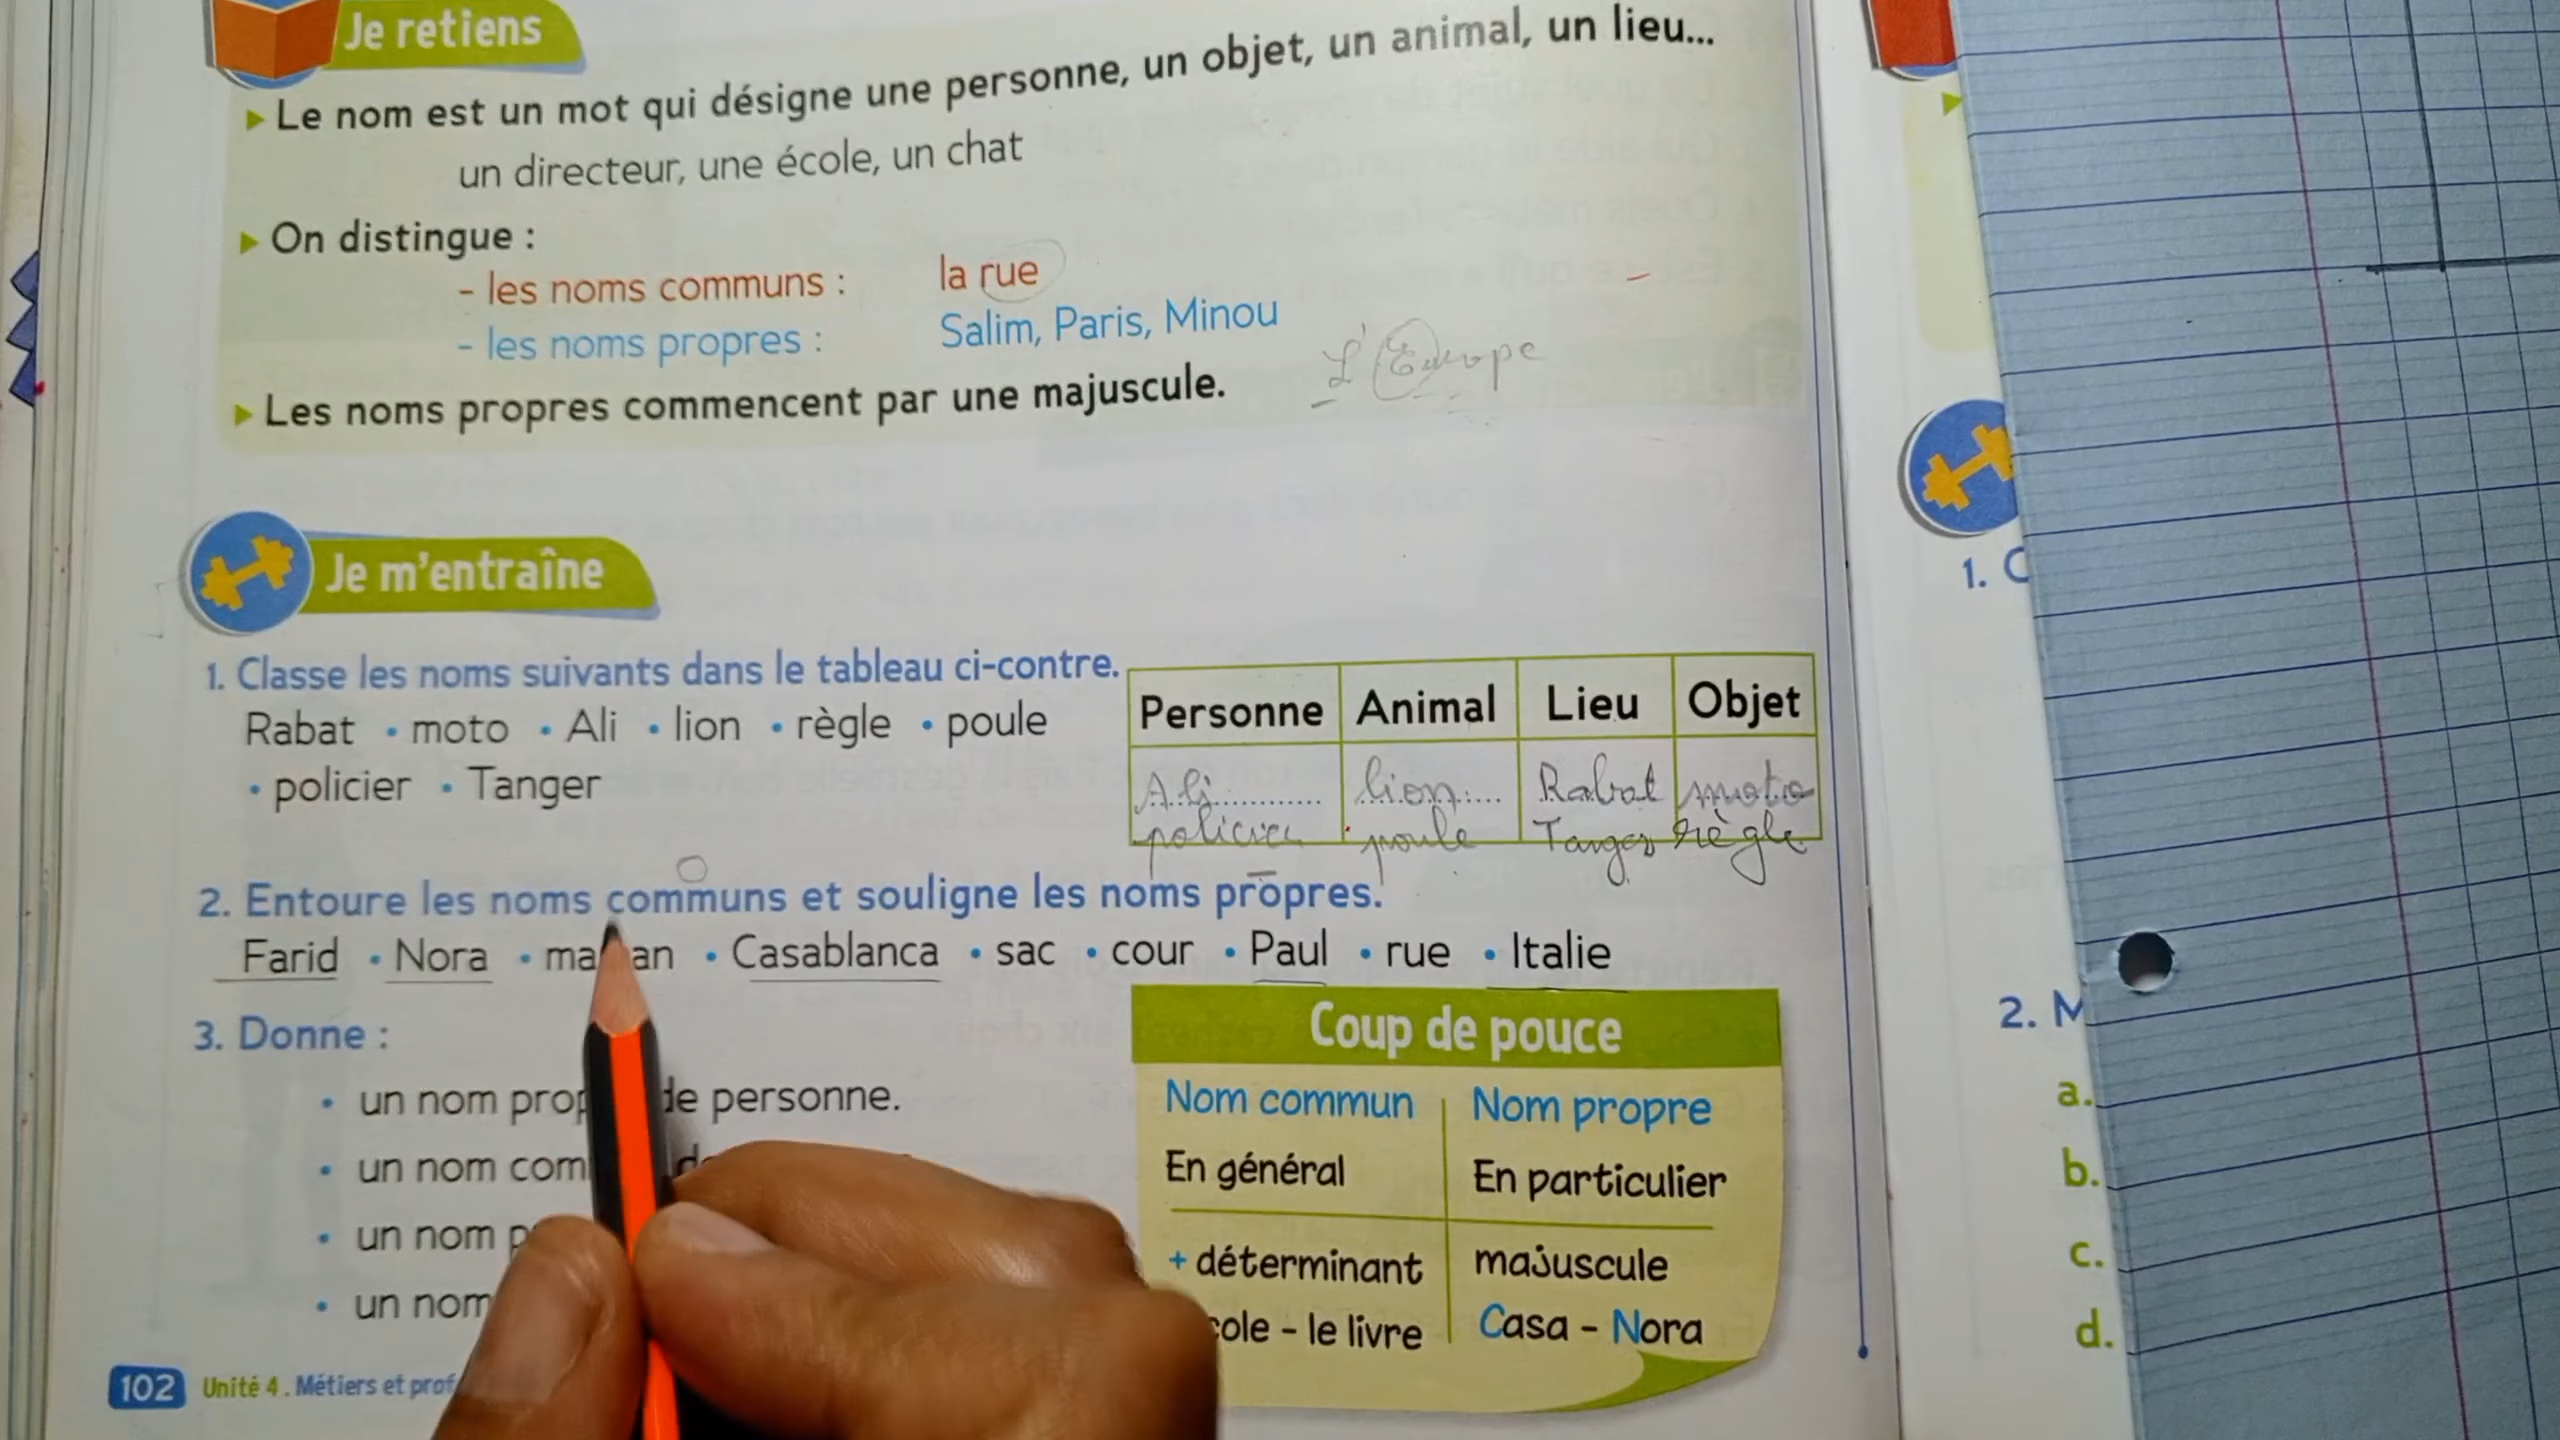 Je retiens
Le nom est un mot qui désigne une personne, un objet, un animal, un lieu...
un directeur, une école, un chat
On distingue :
- les noms communs : la rue
- les noms propres : Salim, Paris, Minou
L'Europe
Les noms propres commencent par une majuscule.
Je m'entraîne
1. Classe les noms suivants dans le tableau ci-contre.
Rabat • moto • Ali • lion • règle • poule
• policier • Tanger
Personne Animal Lieu Objet
Ali lion Rabat moto
policier poule Tanger règle
2. Entoure les noms communs et souligne les noms propres.
Farid • Nora • • Casablanca • sac • cour • Paul • rue • Italie
3. Donne :
• un nom de personne.
• un nom
• un nom
• un nom
Coup de pouce
Nom commun Nom propre
En général En particulier
+ déterminant majuscule
- le livre Casa - Nora
102 Unité 4. Métiers et
1.
2.
a.
b.
c.
d.